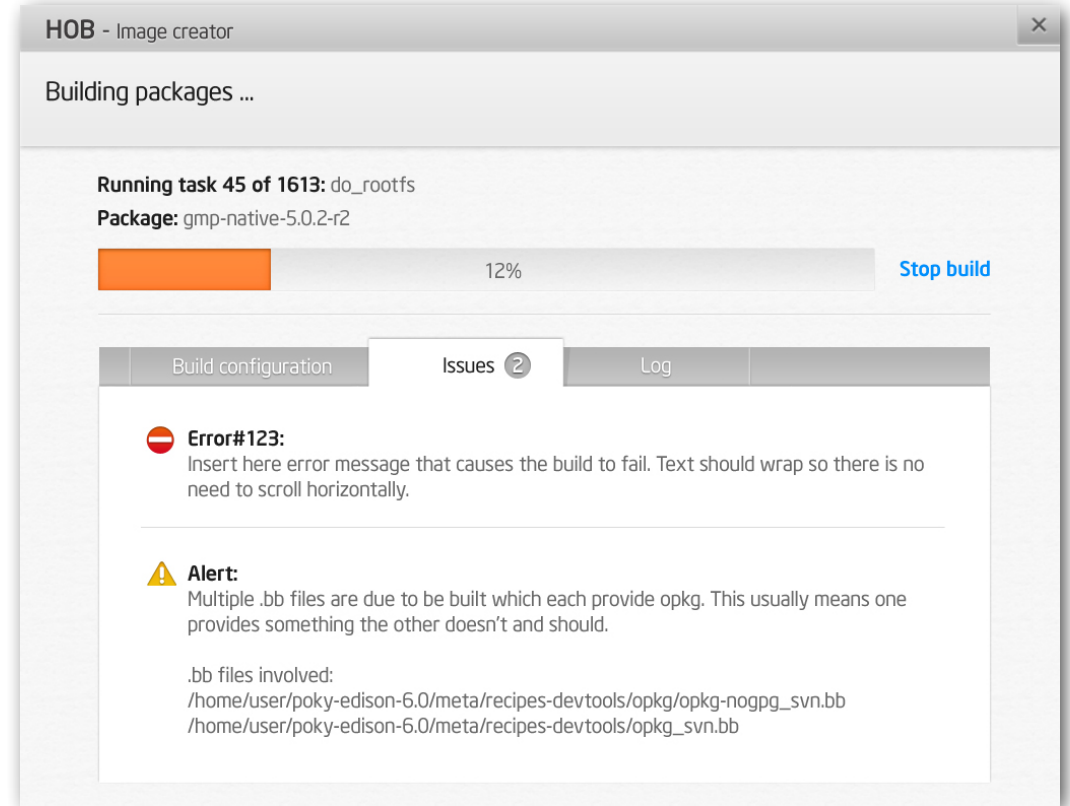 HOB - Image creator
Building packages ...
Running task 45 of 1613: do_rootfs
Package: gmp-native-5.0.2-r2
12%
Stop build
Build configuration
Issues 2
Log
Error#123:
Insert here error message that causes the build to fail. Text should wrap so there is no
need to scroll horizontally.
Alert:
Multiple .bb files are due to be built which each provide opkg. This usually means one
provides something the other doesn't and should.
.bb files involved:
/home/user/poky-edison-6.0/meta/recipes-devtools/opkg/opkg-nogpg_svn.bb
/home/user/poky-edison-6.0/meta/recipes-devtools/opkg_svn.bb